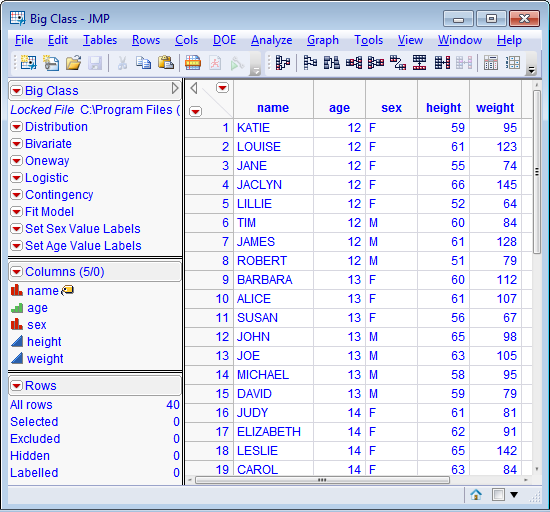 Big Class - JMP
File Edit Tables Rows Cols DOE Analyze Graph Tools View Window Help
Big Class
Locked File C:\Program Files (
Distribution
Bivariate
Oneway
Logistic
Contingency
Fit Model
Set Sex Value Labels
Set Age Value Labels
Columns (5/0)
name
age
sex
height
weight
Rows
All rows 40
Selected 0
Excluded 0
Hidden 0
Labelled 0
name age sex height weight
1 KATIE 12 F 59 95
2 LOUISE 12 F 61 123
3 JANE 12 F 55 74
4 JACLYN 12 F 66 145
5 LILLIE 12 F 52 64
6 TIM 12 M 60 84
7 JAMES 12 M 61 128
8 ROBERT 12 M 51 79
9 BARBARA 13 F 60 112
10 ALICE 13 F 61 107
11 SUSAN 13 F 56 67
12 JOHN 13 M 65 98
13 JOE 13 M 63 105
14 MICHAEL 13 M 58 95
15 DAVID 13 M 59 79
16 JUDY 14 F 61 81
17 ELIZABETH 14 F 62 91
18 LESLIE 14 F 65 142
19 CAROL 14 F 63 84